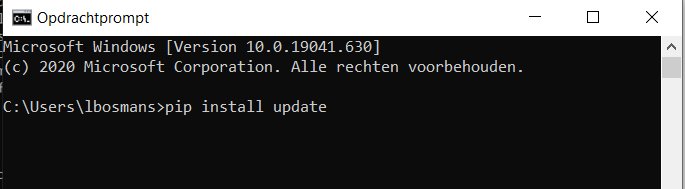 Opdrachtprompt
Microsoft Windows [Version 10.0.19041.630]
(c) 2020 Microsoft Corporation. Alle rechten voorbehouden.
C:\Users\lbosmans>pip install update